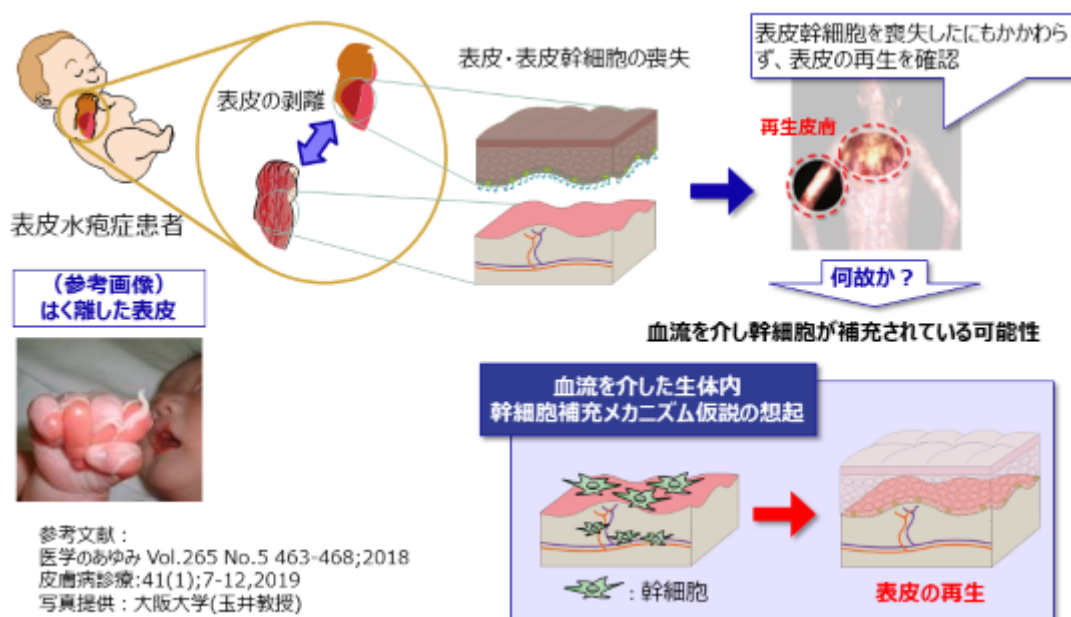 表皮・表皮幹細胞の喪失
表皮幹細胞を喪失したにもかかわら
ず、表皮の再生を確認
表皮の剥離
再生皮膚
表皮水疱症患者
（参考画像）
はく離した表皮
何故か？
血流を介し幹細胞が補充されている可能性
血流を介した生体内
幹細胞補充メカニズム仮説の想起
：幹細胞
表皮の再生
参考文献：
医学のあゆみ Vol.265 No.5 463-468;2018
皮膚病診療:41(1);7-12,2019
写真提供：大阪大学(玉井教授)